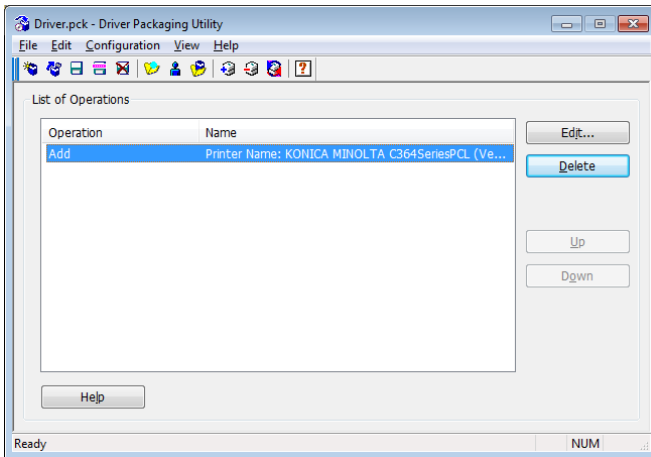 Driver.pck - Driver Packaging Utility
File Edit Configuration View Help
List of Operations
Operation Name
Add Printer Name: KONICA MINOLTA C364SeriesPCL (Ve...
Edit...
Delete
Up
Down
Help
Ready NUM